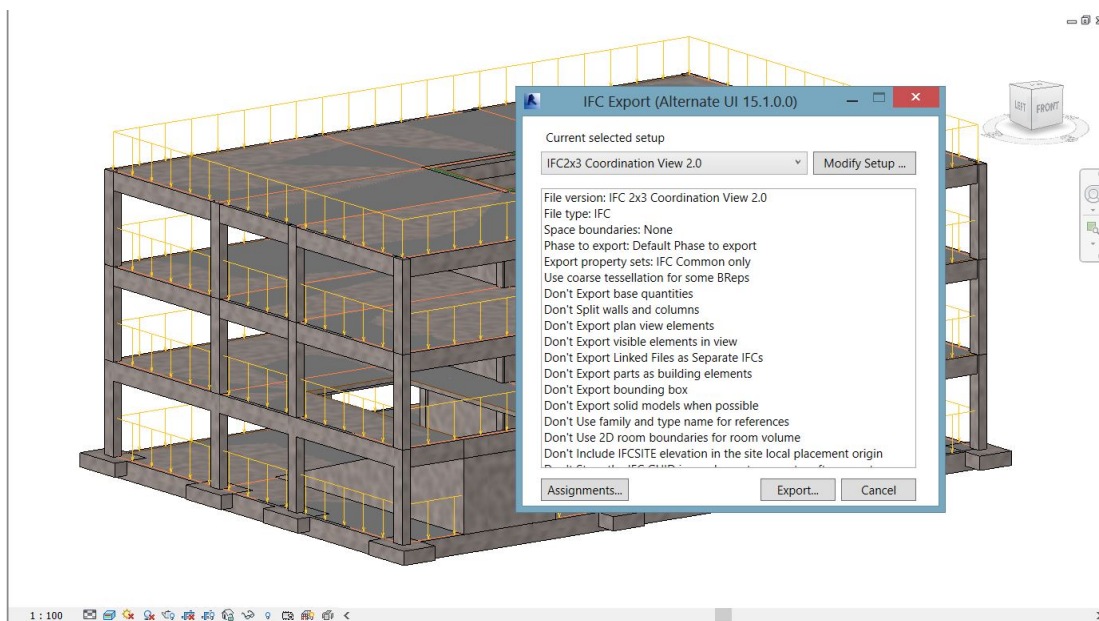 IFC Export (Alternate UI 15.1.0.0)
LEFT
FRONT
Current selected setup
IFC2x3 Coordination View 2.0
Modify Setup ...
File version: IFC 2x3 Coordination View 2.0
File type: IFC
Space boundaries: None
Phase to export: Default Phase to export
Export property sets: IFC Common only
Use coarse tessellation for some BReps
Don't Export base quantities
Don't Split walls and columns
Don't Export plan view elements
Don't Export visible elements in view
Don't Export Linked Files as Separate IFCs
Don't Export parts as building elements
Don't Export bounding box
Don't Export solid models when possible
Don't Use family and type name for references
Don't Use 2D room boundaries for room volume
Don't Include IFCSITE elevation in the site local placement origin
Assignments...
Export...
Cancel
1 : 100